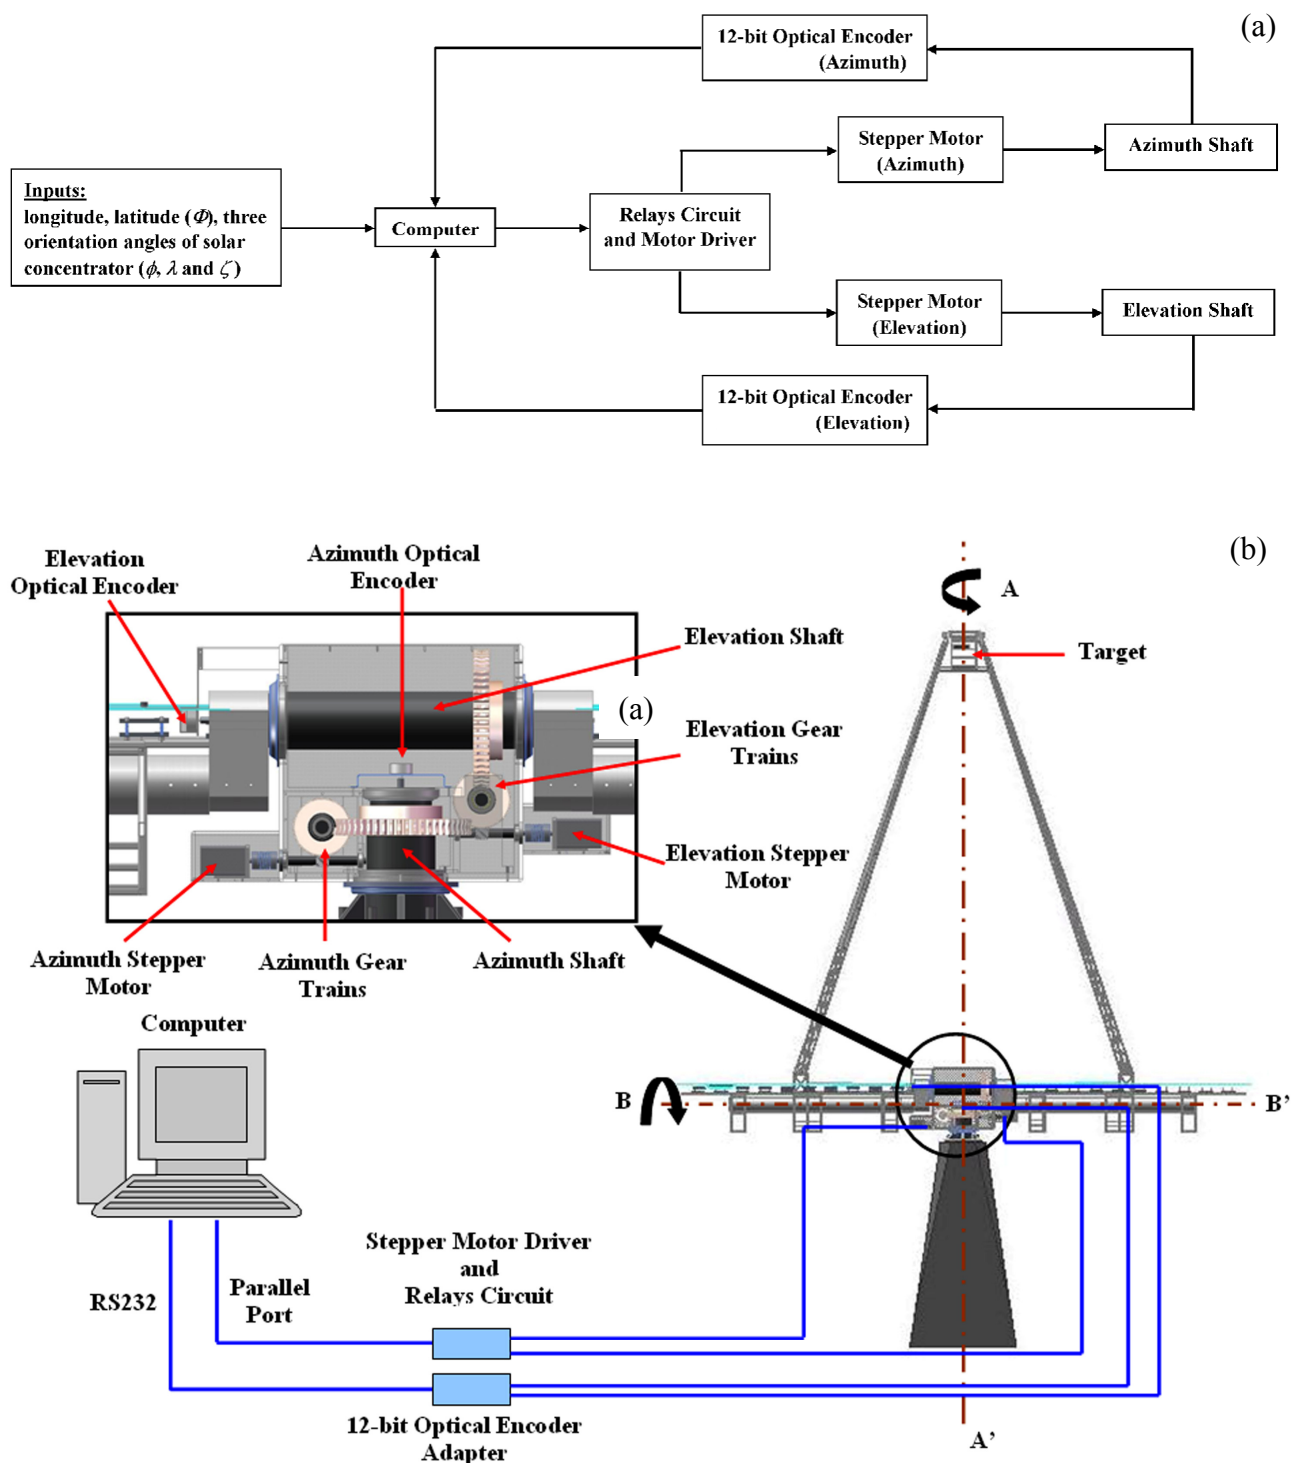 (a)
12-bit Optical Encoder
(Azimuth)
Stepper Motor
(Azimuth)
Azimuth Shaft
Inputs:
longitude, latitude (Φ), three
orientation angles of solar
concentrator (ϕ, λ and ζ )
Computer
Relays Circuit
and Motor Driver
Stepper Motor
(Elevation)
Elevation Shaft
12-bit Optical Encoder
(Elevation)
(b)
Elevation
Optical Encoder
Azimuth Optical
Encoder
A
Elevation Shaft
Target
(a)
Elevation Gear
Trains
Elevation Stepper
Motor
Azimuth Stepper
Motor
Azimuth Gear
Trains
Azimuth Shaft
Computer
B
B’
Stepper Motor Driver
and
Relays Circuit
RS232
Parallel
Port
12-bit Optical Encoder
Adapter
A’